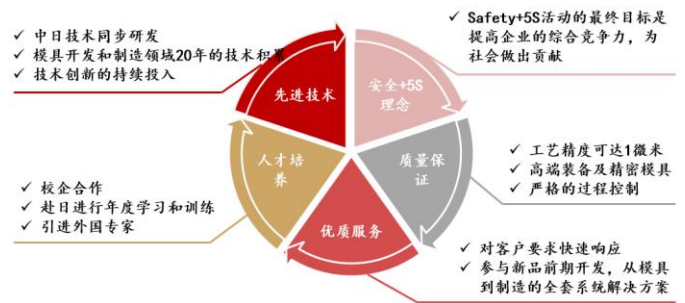 中日技术同步研发
模具开发和制造领域20年的技术积累
技术创新的持续投入
先进技术
Safety+5S活动的最终目标是
提高企业的综合竞争力，为
社会做出贡献
安全+5S
理念
人才培
养
质量保
证
工艺精度可达1微米
高端装备及精密模具
严格的过程控制
校企合作
赴日进行年度学习和训练
引进外国专家
优质服务
对客户要求快速响应
参与新品前期开发，从模具
到制造的全套系统解决方案